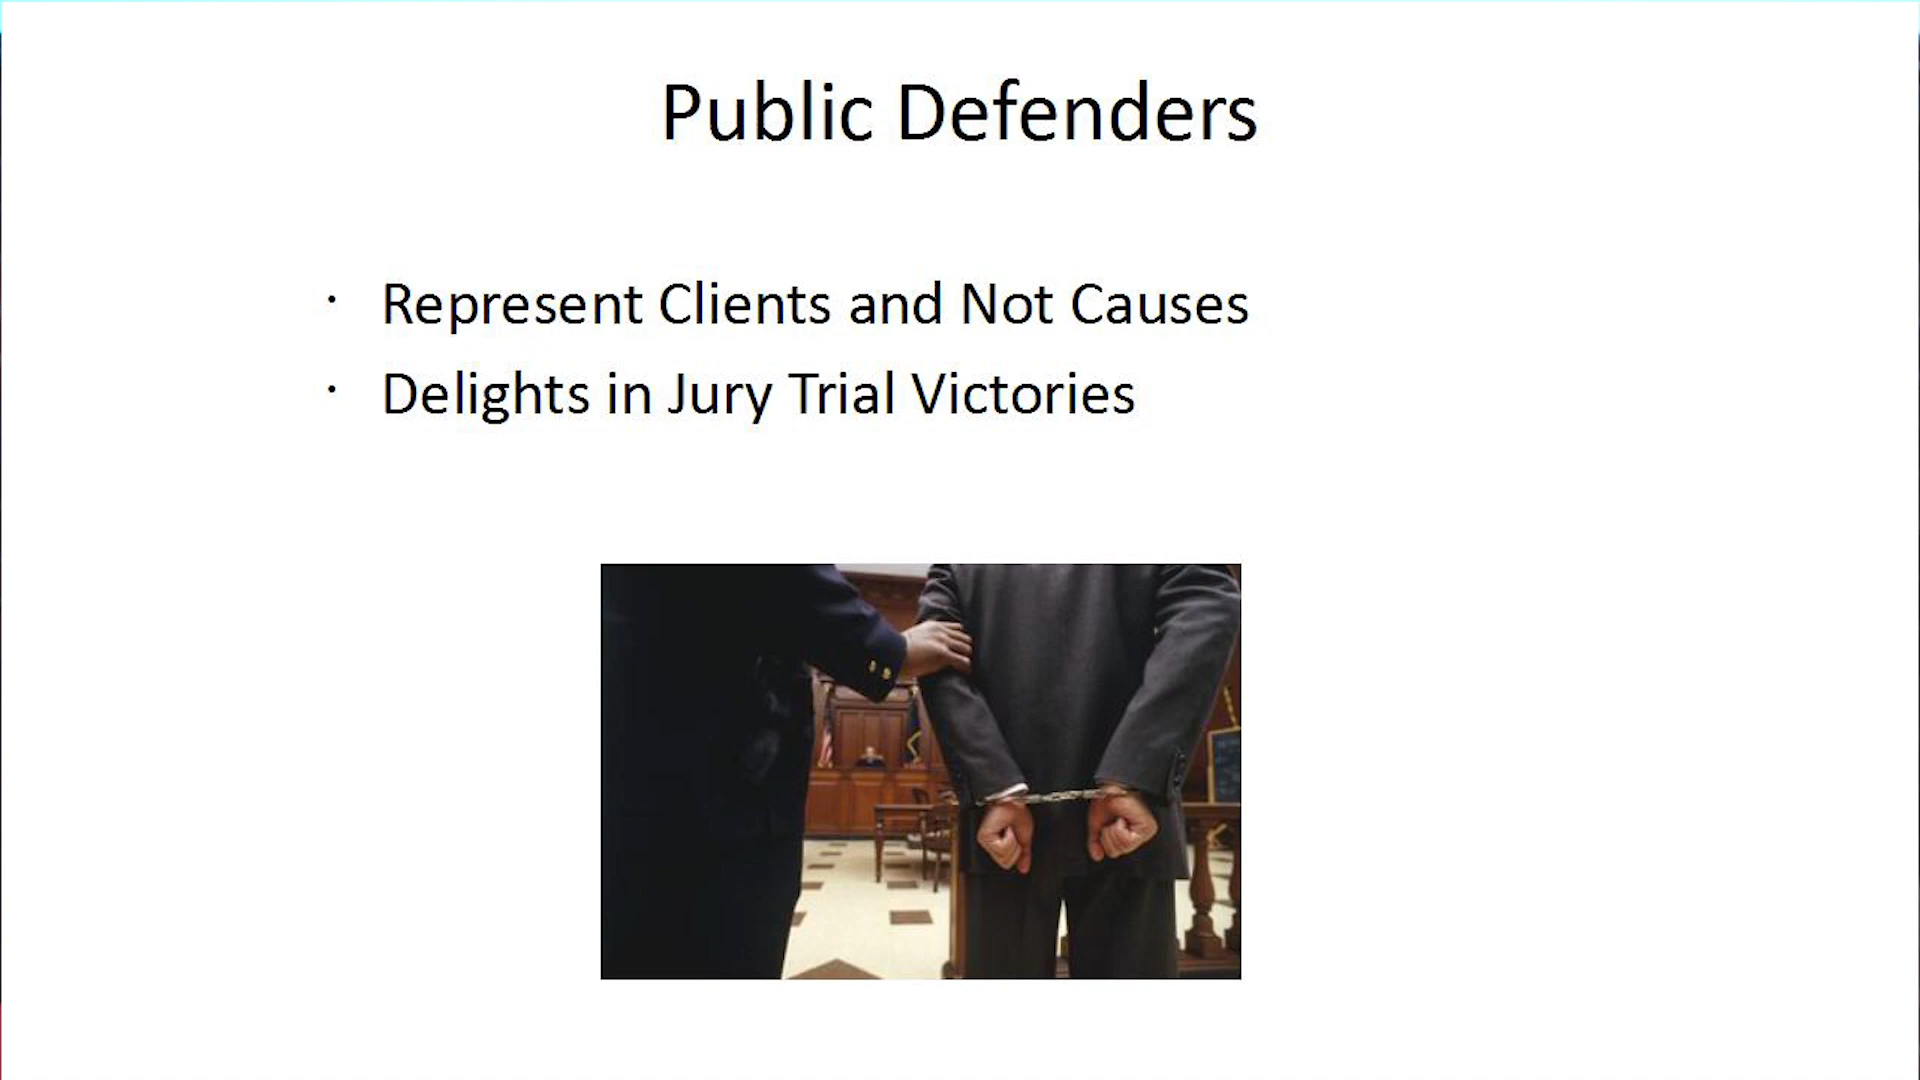 Public Defenders
· Represent Clients and Not Causes
· Delights in Jury Trial Victories